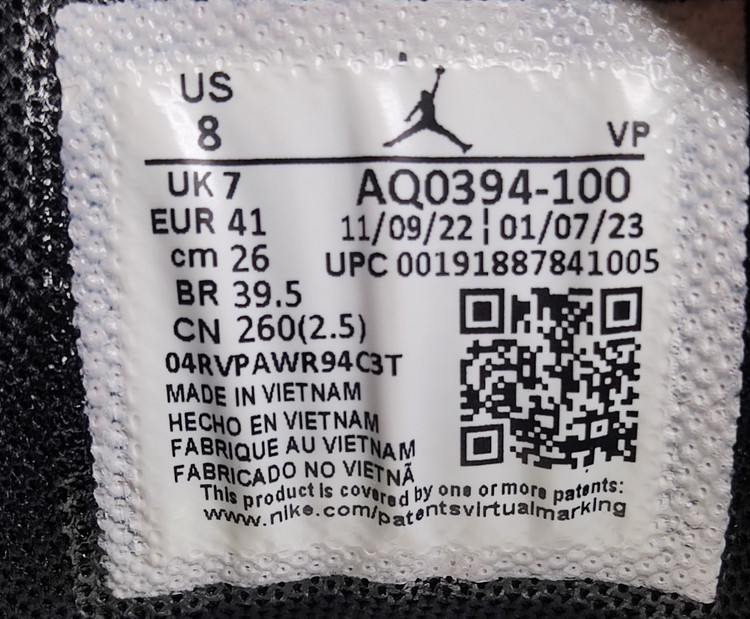 US
8
VP
UK 7
AQ0394-100
EUR 41
11/09/22 ¦ 01/07/23
cm 26
UPC 00191887841005
BR 39.5
CN 260(2.5)
04RVPAWR94C3T
MADE IN VIETNAM
HECHO EN VIETNAM
FABRIQUE AU VIETNAM
FABRICADO NO VIETNÃ
This product is covered by one or more patents:
www.nike.com/patentsvirtualmarking